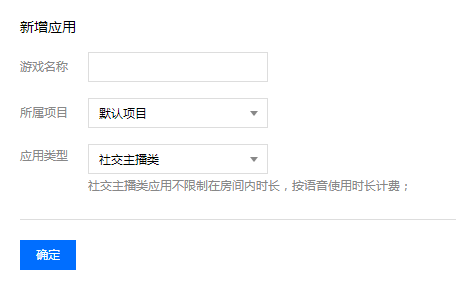 新增应用
游戏名称
所属项目 默认项目
应用类型 社交主播类
社交主播类应用不限制在房间内时长，按语音使用时长计费；
确定